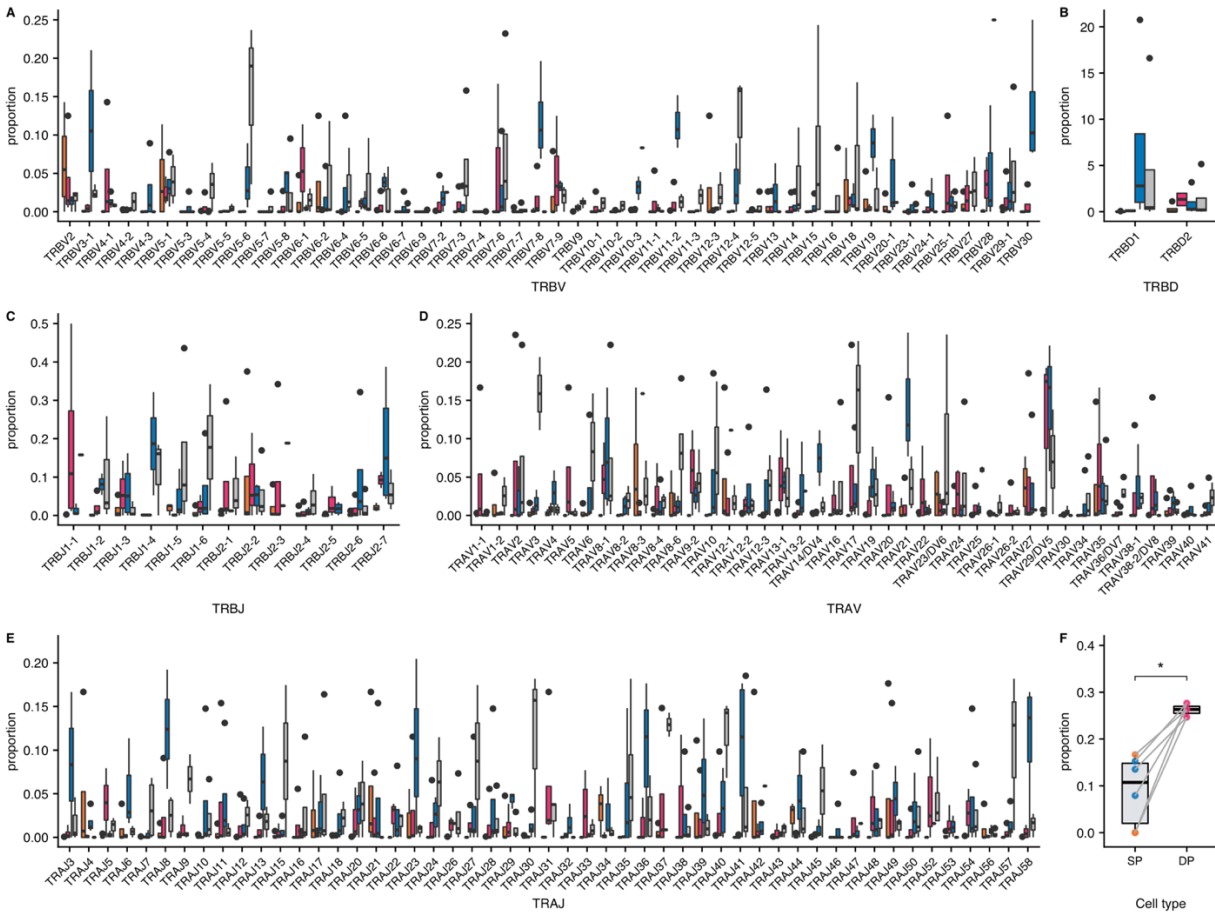 A
B
0.25
0.20
0.15
0.10
0.05
0.00
proportion
TRBV2
TRBV3-1
TRBV4-1
TRBV4-2
TRBV4-3
TRBV5-1
TRBV5-3
TRBV5-4
TRBV5-5
TRBV5-6
TRBV5-7
TRBV5-8
TRBV6-1
TRBV6-2
TRBV6-4
TRBV6-5
TRBV6-6
TRBV6-7
TRBV6-8
TRBV6-9
TRBV7-2
TRBV7-3
TRBV7-6
TRBV7-7
TRBV7-8
TRBV7-9
TRBV9
TRBV10-1
TRBV10-2
TRBV10-3
TRBV11-1
TRBV11-2
TRBV11-3
TRBV12-3
TRBV12-4
TRBV12-5
TRBV13
TRBV14
TRBV15
TRBV16
TRBV18
TRBV19
TRBV20-1
TRBV23-1
TRBV24-1
TRBV25-1
TRBV27
TRBV28
TRBV29-1
TRBV30
TRBV
20
15
10
5
0
proportion
TRBD1
TRBD2
TRBD
C
D
0.5
0.4
0.3
0.2
0.1
0.0
proportion
TRBJ1-1
TRBJ1-2
TRBJ1-3
TRBJ1-4
TRBJ1-5
TRBJ1-6
TRBJ2-1
TRBJ2-2
TRBJ2-3
TRBJ2-4
TRBJ2-5
TRBJ2-6
TRBJ2-7
TRBJ
0.25
0.20
0.15
0.10
0.05
0.00
proportion
TRAV1-1
TRAV1-2
TRAV2
TRAV3
TRAV4
TRAV5
TRAV6
TRAV8-1
TRAV8-2
TRAV8-3
TRAV8-4
TRAV8-6
TRAV9-2
TRAV10
TRAV12-1
TRAV12-2
TRAV12-3
TRAV13-1
TRAV13-2
TRAV14/DV4
TRAV16
TRAV17
TRAV19
TRAV20
TRAV21
TRAV22
TRAV23/DV6
TRAV24
TRAV25
TRAV26-1
TRAV26-2
TRAV27
TRAV29/DV5
TRAV30
TRAV34
TRAV35
TRAV36/DV7
TRAV38-1
TRAV38-2/DV8
TRAV39
TRAV40
TRAV41
TRAV
E
F
0.25
0.20
0.15
0.10
0.05
0.00
proportion
TRAJ3
TRAJ4
TRAJ5
TRAJ6
TRAJ7
TRAJ8
TRAJ9
TRAJ10
TRAJ11
TRAJ12
TRAJ13
TRAJ15
TRAJ16
TRAJ17
TRAJ18
TRAJ20
TRAJ21
TRAJ22
TRAJ23
TRAJ24
TRAJ26
TRAJ27
TRAJ28
TRAJ29
TRAJ30
TRAJ31
TRAJ32
TRAJ33
TRAJ34
TRAJ35
TRAJ36
TRAJ37
TRAJ38
TRAJ39
TRAJ40
TRAJ41
TRAJ42
TRAJ43
TRAJ44
TRAJ45
TRAJ46
TRAJ47
TRAJ48
TRAJ49
TRAJ50
TRAJ52
TRAJ53
TRAJ54
TRAJ56
TRAJ57
TRAJ58
TRAJ
0.4
0.3
0.2
0.1
0.0
proportion
*
SP
DP
Cell type